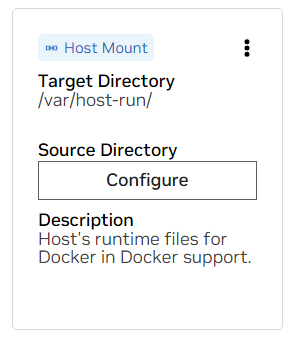 Host Mount
Target Directory
/var/host-run/
Source Directory
Configure
Description
Host's runtime files for
Docker in Docker support.